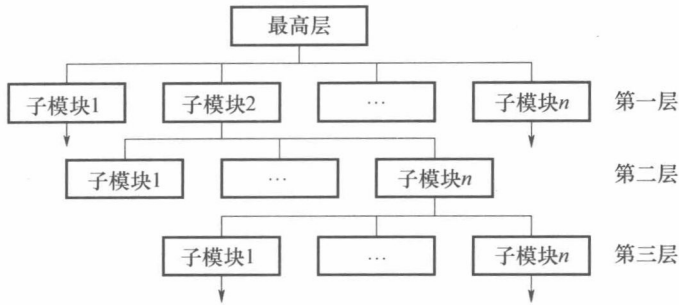 最高层
子模块1 子模块2 … 子模块n 第一层
子模块1 … 子模块n 第二层
子模块1 … 子模块n 第三层